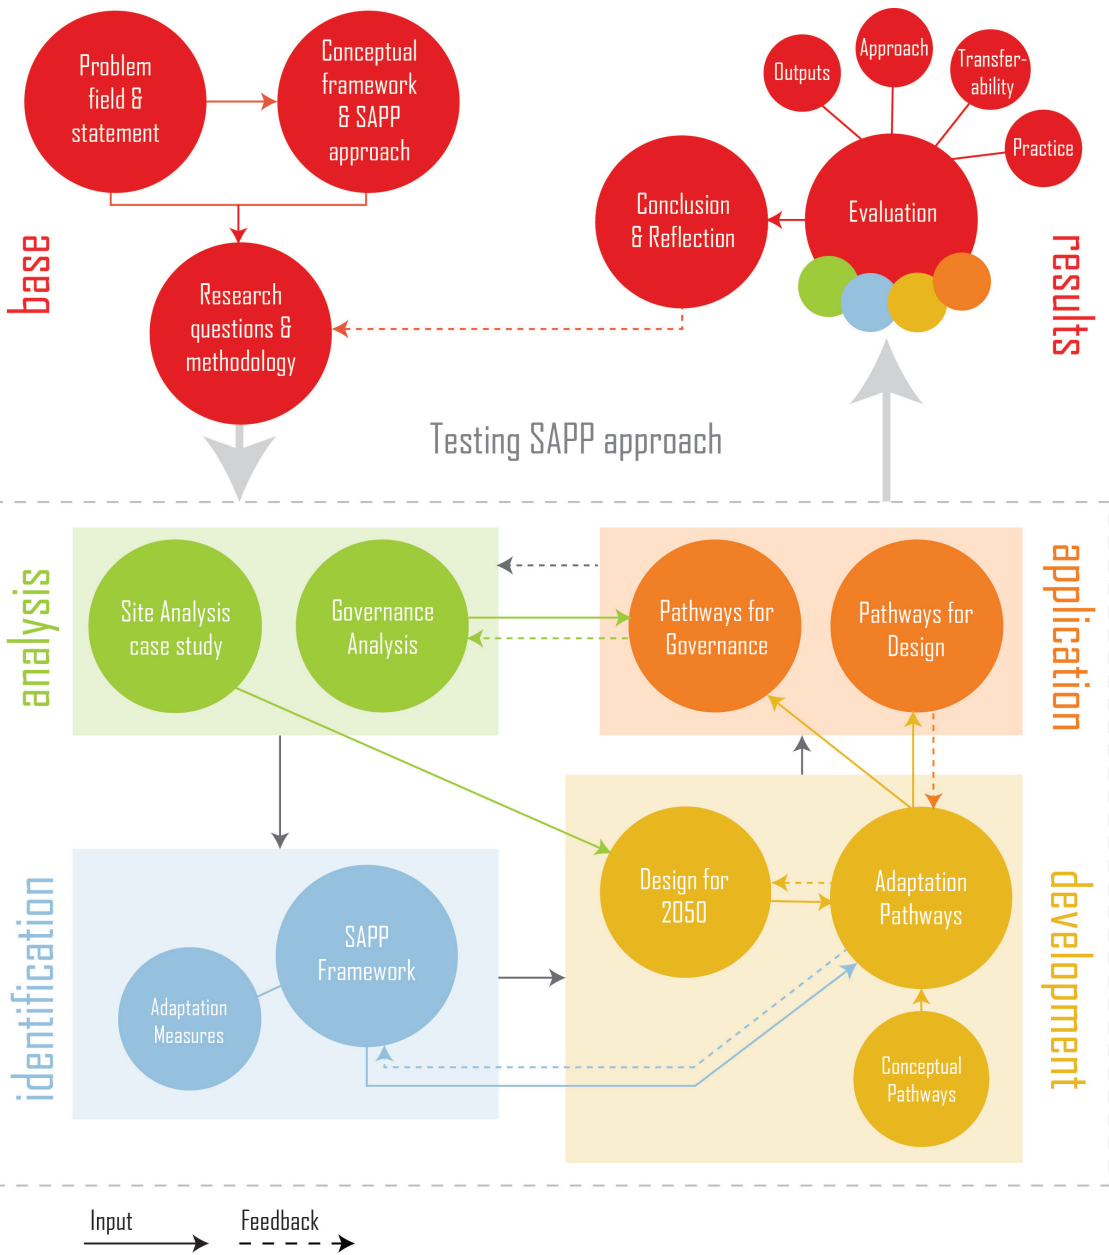 Problem
field &
statement
Conceptual
framework
& SAPP
approach
Research
questions &
methodology
base
Outputs
Approach
Transfer-
ability
Practice
Evaluation
Conclusion
& Reflection
results
Testing SAPP approach
analysis
Site Analysis
case study
Governance
Analysis
Pathways for
Governance
Pathways for
Design
application
identification
SAPP
Framework
Adaptation
Measures
Design for
2050
Adaptation
Pathways
Conceptual
Pathways
development
Input
Feedback